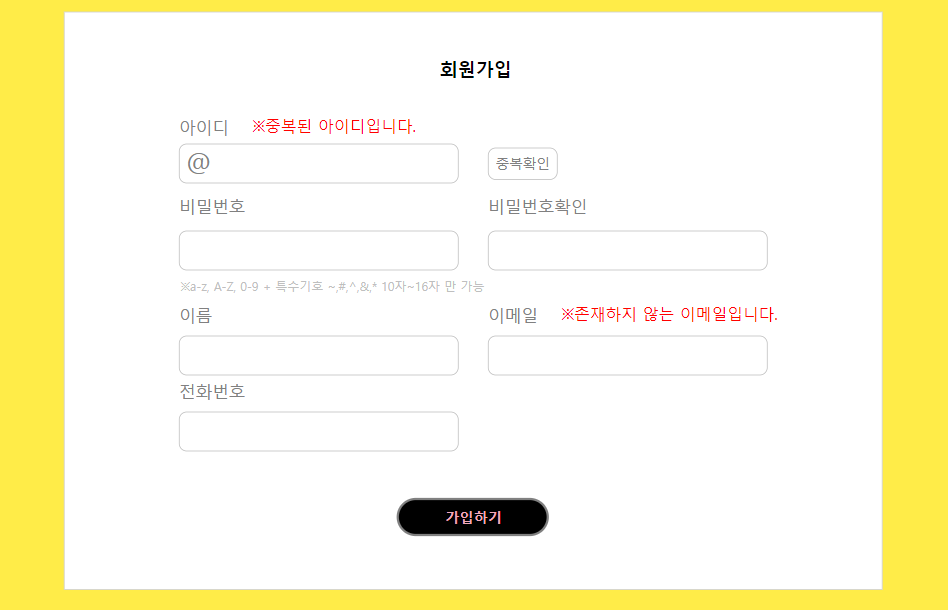 회원가입
아이디 ※중복된 아이디입니다.
@ 중복확인
비밀번호 비밀번호확인
※a-z, A-Z, 0-9 + 특수기호 ~,#,^,&,* 10자~16자 만 가능
이름 이메일 ※존재하지 않는 이메일입니다.
전화번호
가입하기